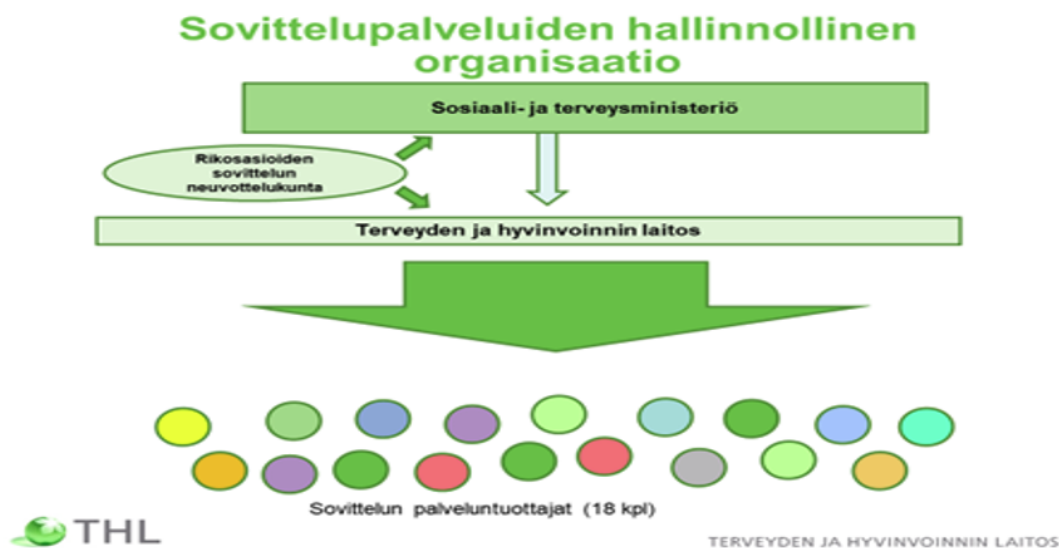 Sovittelupalveluiden hallinnollinen
organisaatio
Sosiaali- ja terveysministeriö
Rikosasioiden
sovittelun
neuvottelukunta
Terveyden ja hyvinvoinnin laitos
Sovittelun palveluntuottajat (18 kpl)
THL
TERVEYDEN JA HYVINVOINNIN LAITOS